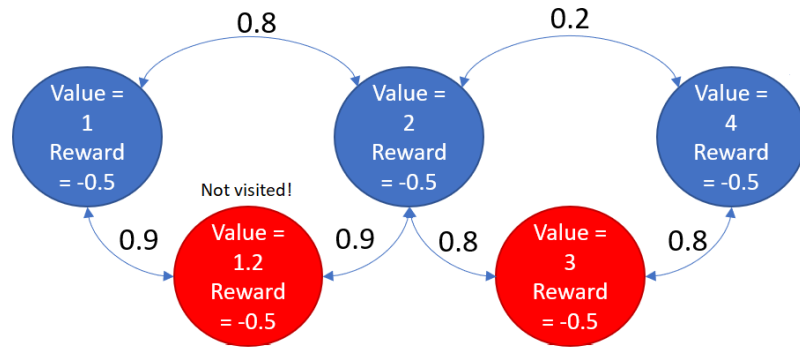 0.8
0.2
Value =
1
Reward
= -0.5
Value =
2
Reward
= -0.5
Value =
4
Reward
= -0.5
Not visited!
0.9
Value =
1.2
Reward
= -0.5
0.9
0.8
Value =
3
Reward
= -0.5
0.8